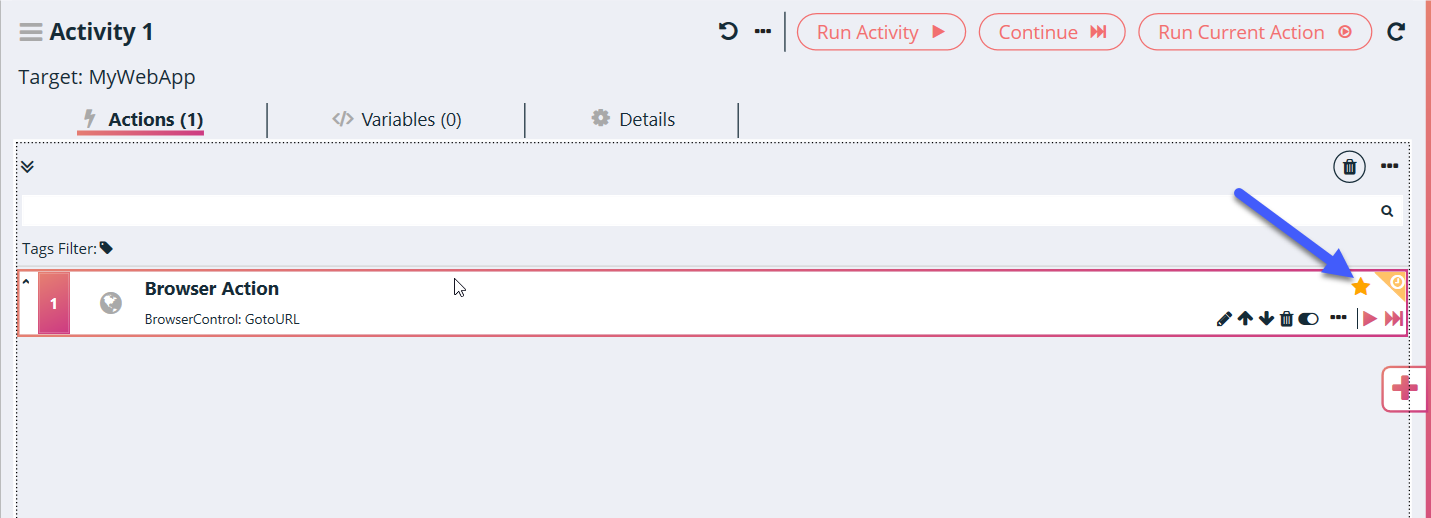 Activity 1
Run Activity
Continue
Run Current Action
Target: MyWebApp
Actions (1)
Variables (0)
Details
Tags Filter:
1
Browser Action
BrowserControl: GotoURL